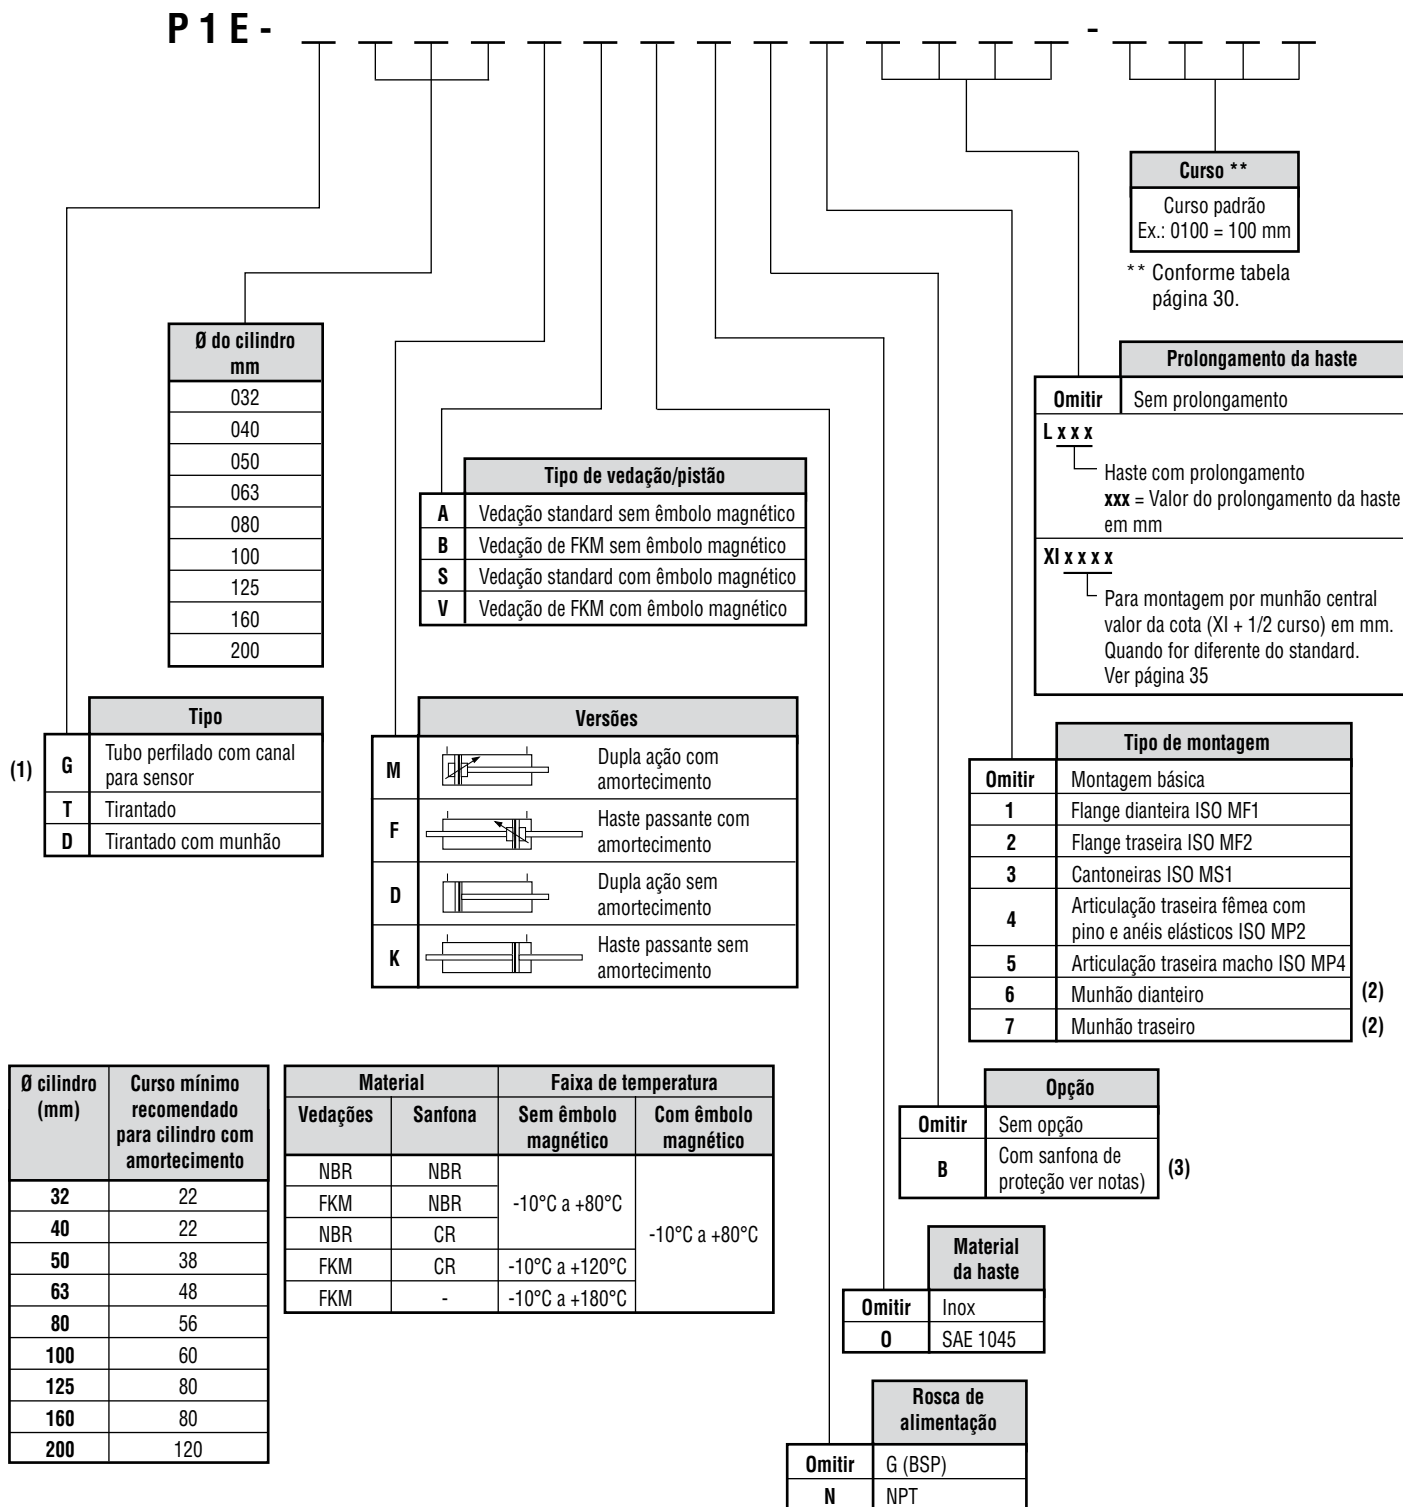 P1E- -
Curso **
Curso padrão
Ex.: 0100 = 100 mm
** Conforme tabela
página 30.
Ø do cilindro
mm
032
040
050
063
080
100
125
160
200
Prolongamento da haste
Omitir Sem prolongamento
L x x x
Haste com prolongamento
xxx = Valor do prolongamento da haste
em mm
XI x x x x
Para montagem por munhão central
valor da cota (XI + 1/2 curso) em mm.
Quando for diferente do standard.
Ver página 35
Tipo de vedação/pistão
A Vedação standard sem êmbolo magnético
B Vedação de FKM sem êmbolo magnético
S Vedação standard com êmbolo magnético
V Vedação de FKM com êmbolo magnético
Tipo
(1) G Tubo perfilado com canal
para sensor
T Tirantado
D Tirantado com munhão
Versões
M Dupla ação com
amortecimento
F Haste passante com
amortecimento
D Dupla ação sem
amortecimento
K Haste passante sem
amortecimento
Tipo de montagem
Omitir Montagem básica
1 Flange dianteira ISO MF1
2 Flange traseira ISO MF2
3 Cantoneiras ISO MS1
4 Articulação traseira fêmea com
pino e anéis elásticos ISO MP2
5 Articulação traseira macho ISO MP4
6 Munhão dianteiro (2)
7 Munhão traseiro (2)
Ø cilindro
(mm)
Curso mínimo
recomendado
para cilindro com
amortecimento
32 22
40 22
50 38
63 48
80 56
100 60
125 80
160 80
200 120
Material Faixa de temperatura
Vedações Sanfona Sem êmbolo
magnético
Com êmbolo
magnético
NBR NBR
FKM NBR -10°C a +80°C
NBR CR -10°C a +80°C
FKM CR -10°C a +120°C
FKM - -10°C a +180°C
Opção
Omitir Sem opção
B Com sanfona de
proteção ver notas) (3)
Material
da haste
Omitir Inox
O SAE 1045
Rosca de
alimentação
Omitir G (BSP)
N NPT